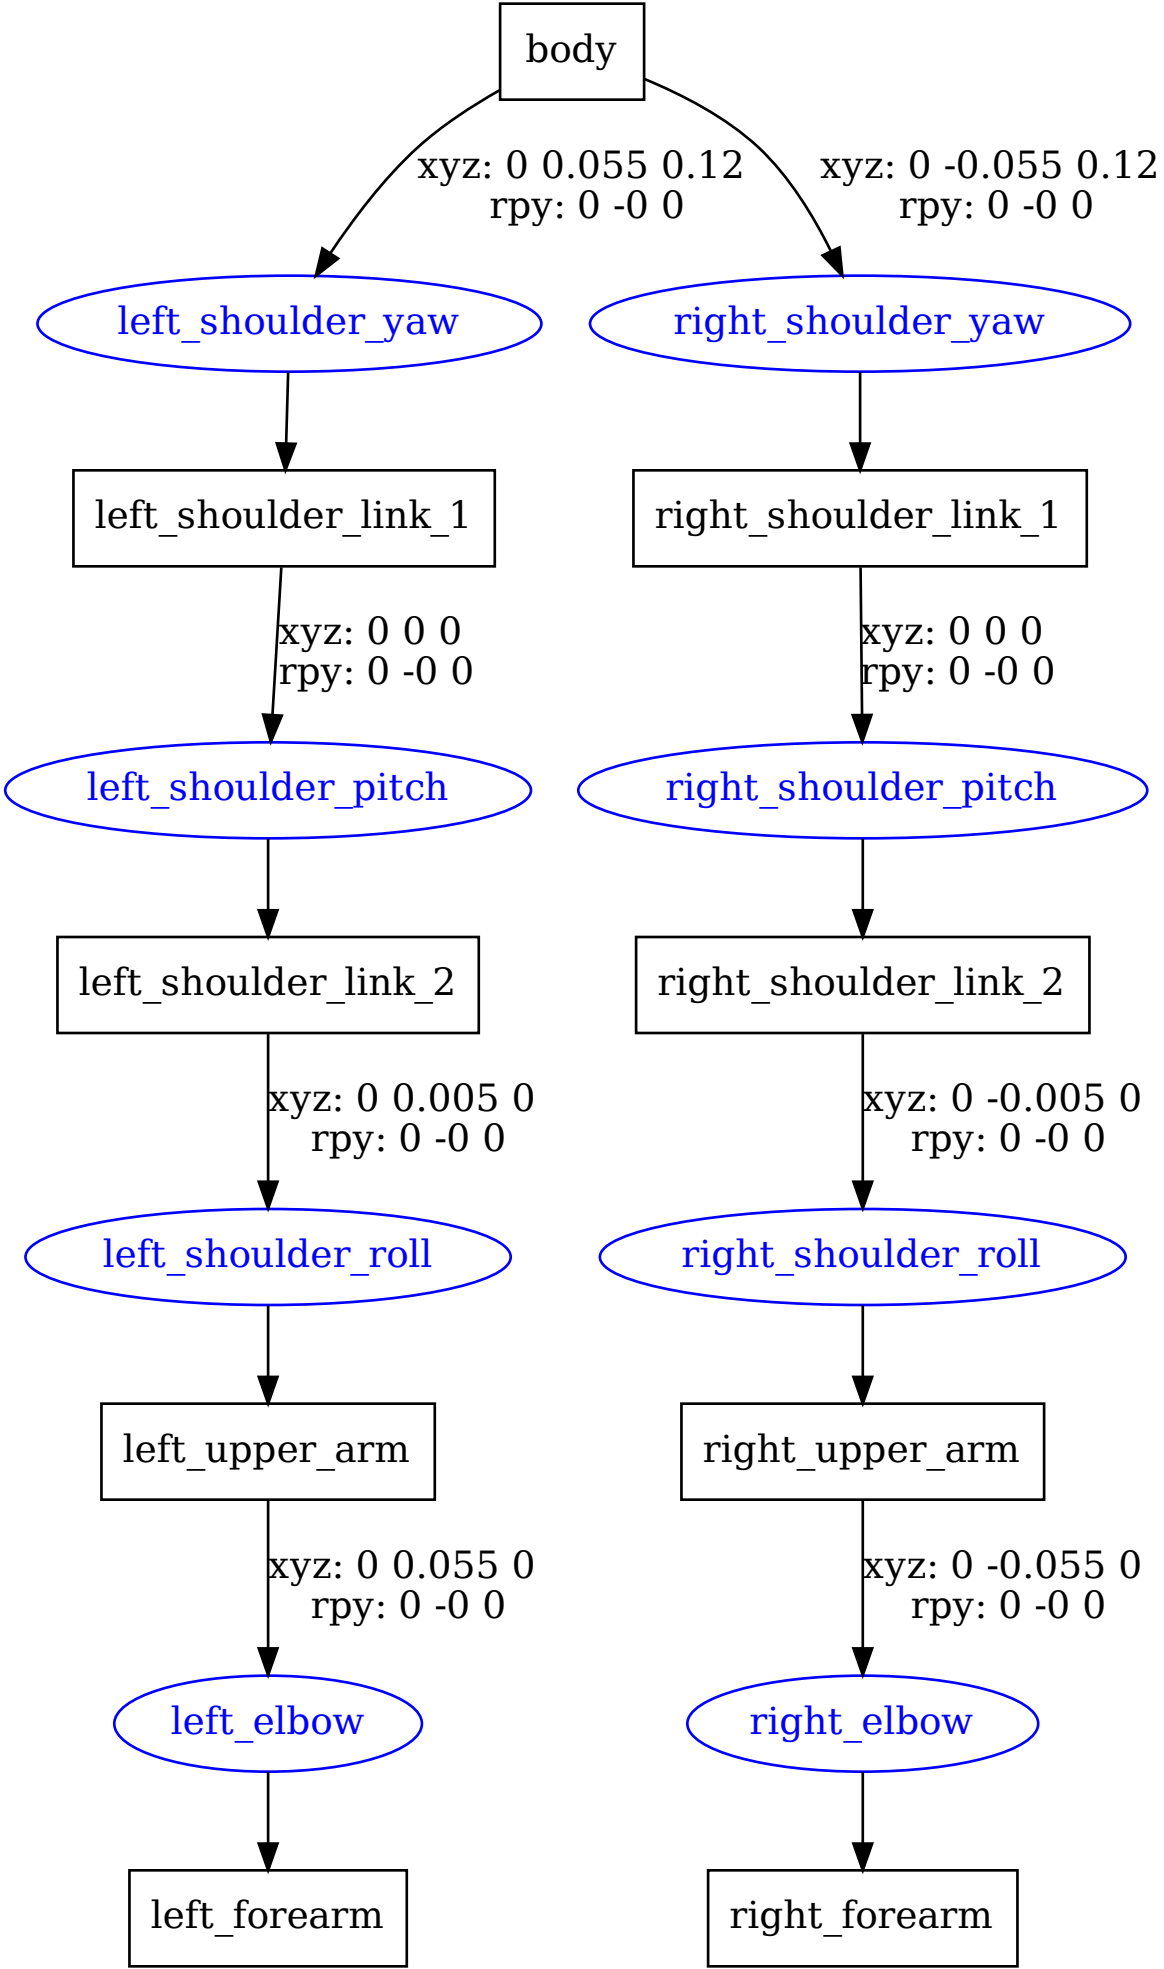 body
xyz: 0 0.055 0.12
rpy: 0 -0 0
xyz: 0 -0.055 0.12
rpy: 0 -0 0
left_shoulder_yaw
right_shoulder_yaw
left_shoulder_link_1
right_shoulder_link_1
xyz: 0 0 0
rpy: 0 -0 0
xyz: 0 0 0
rpy: 0 -0 0
left_shoulder_pitch
right_shoulder_pitch
left_shoulder_link_2
right_shoulder_link_2
xyz: 0 0.005 0
rpy: 0 -0 0
xyz: 0 -0.005 0
rpy: 0 -0 0
left_shoulder_roll
right_shoulder_roll
left_upper_arm
right_upper_arm
xyz: 0 0.055 0
rpy: 0 -0 0
xyz: 0 -0.055 0
rpy: 0 -0 0
left_elbow
right_elbow
left_forearm
right_forearm